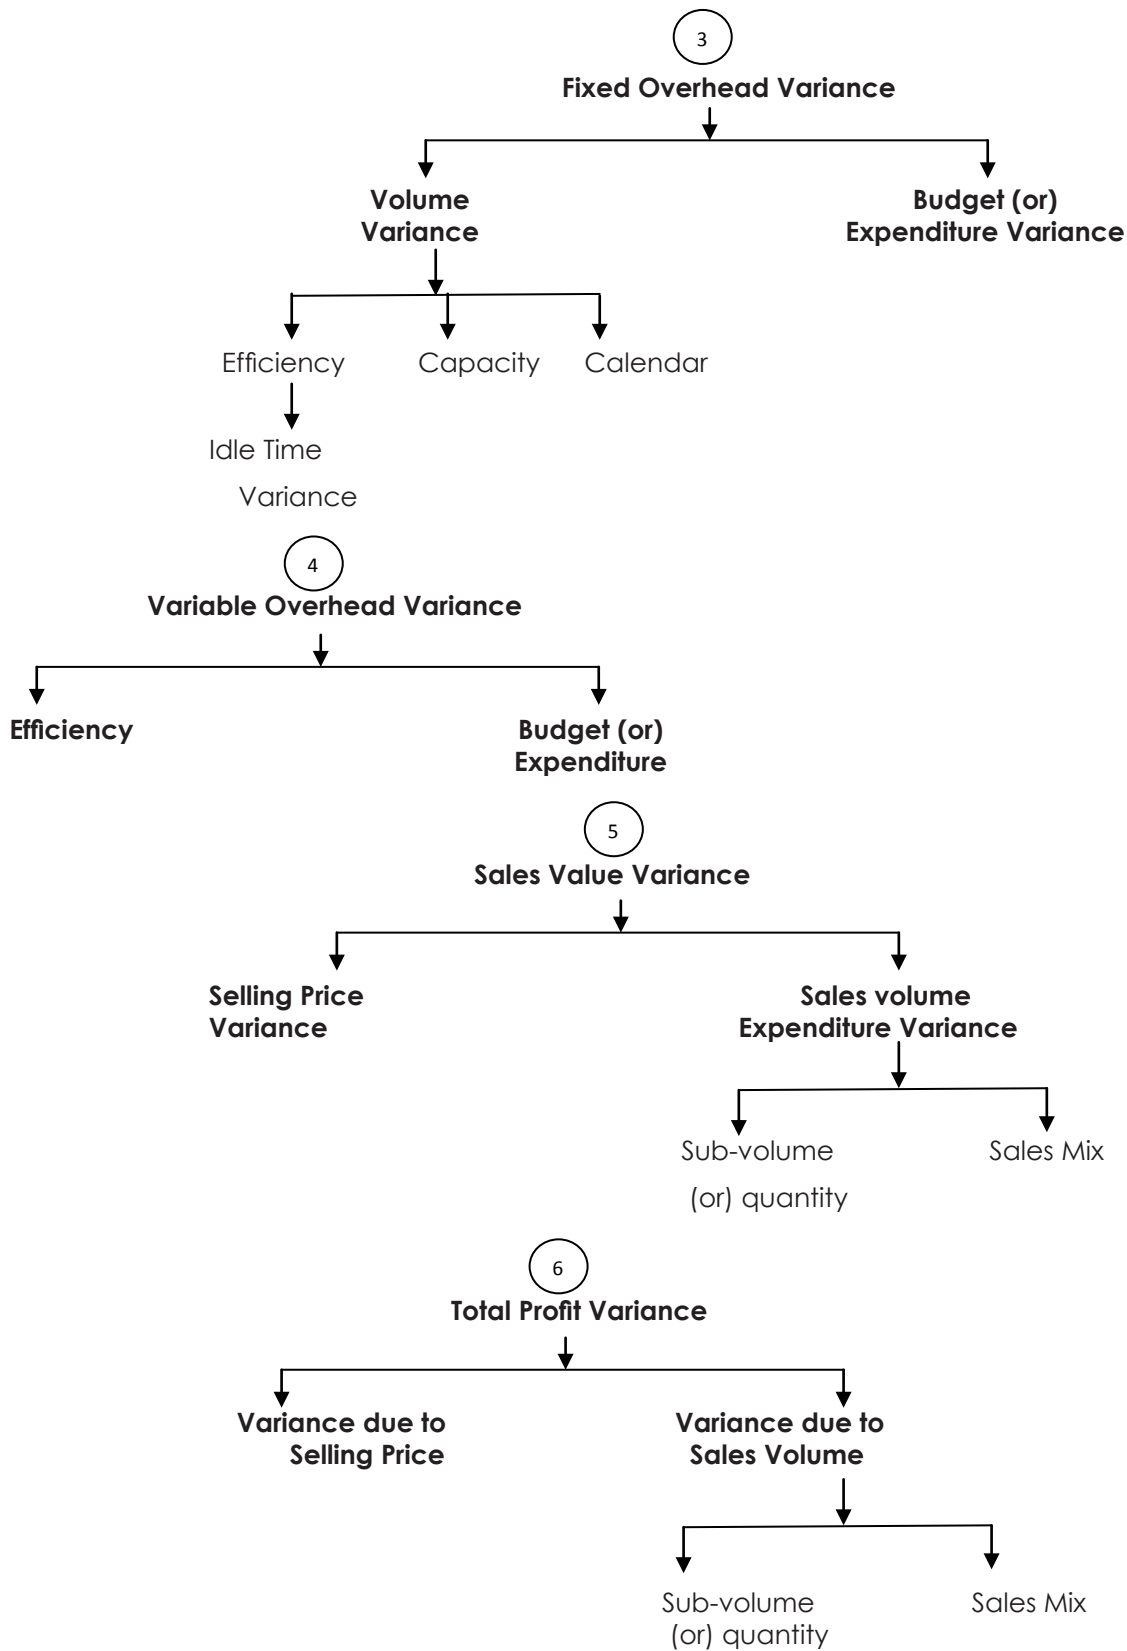 3
Fixed Overhead Variance
Volume
Variance
Budget (or)
Expenditure Variance
Efficiency
Capacity
Calendar
Idle Time
Variance
4
Variable Overhead Variance
Efficiency
Budget (or)
Expenditure
5
Sales Value Variance
Selling Price
Variance
Sales volume
Expenditure Variance
Sub-volume
(or) quantity
Sales Mix
6
Total Profit Variance
Variance due to
Selling Price
Variance due to
Sales Volume
Sub-volume
(or) quantity
Sales Mix